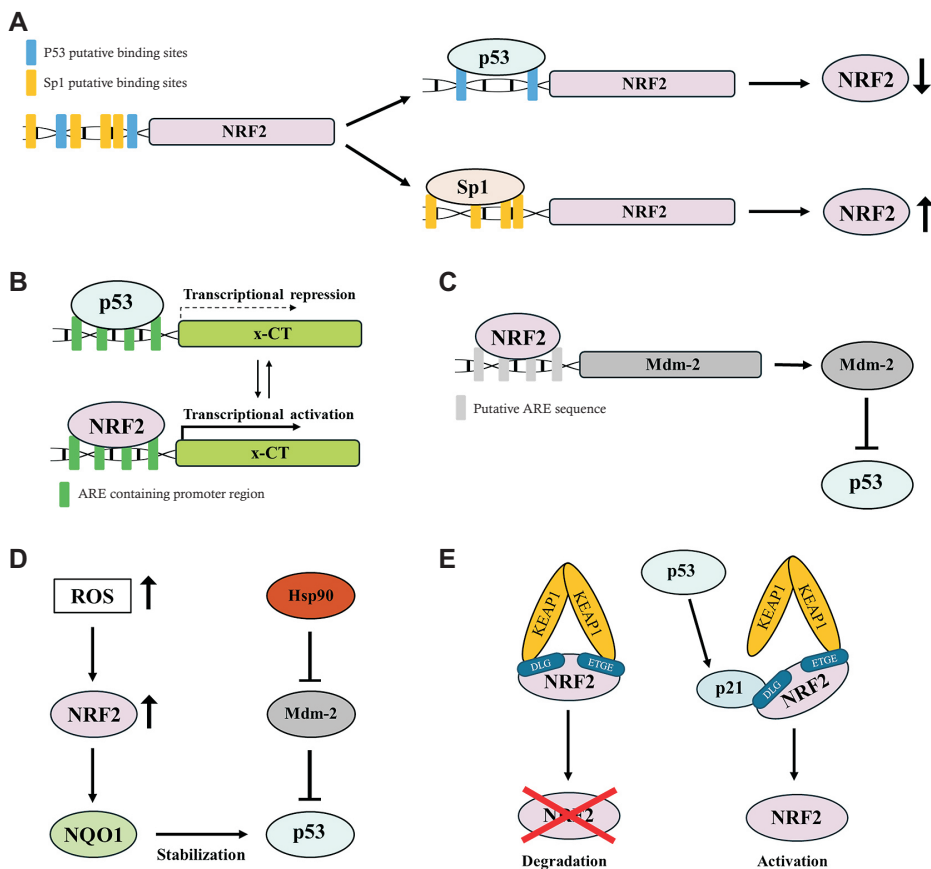 A
P53 putative binding sites
Sp1 putative binding sites
NRF2
p53
NRF2
NRF2
Sp1
NRF2
NRF2
B
p53
Transcriptional repression
x-CT
NRF2
Transcriptional activation
x-CT
ARE containing promoter region
C
NRF2
Mdm-2
Mdm-2
Putative ARE sequence
p53
D
ROS
Hsp90
NRF2
Mdm-2
NQO1
Stabilization
p53
E
KEAP1
KEAP1
DLG
ETGE
NRF2
NRF2
Degradation
p53
KEAP1
KEAP1
p21
DLG
ETGE
NRF2
NRF2
Activation